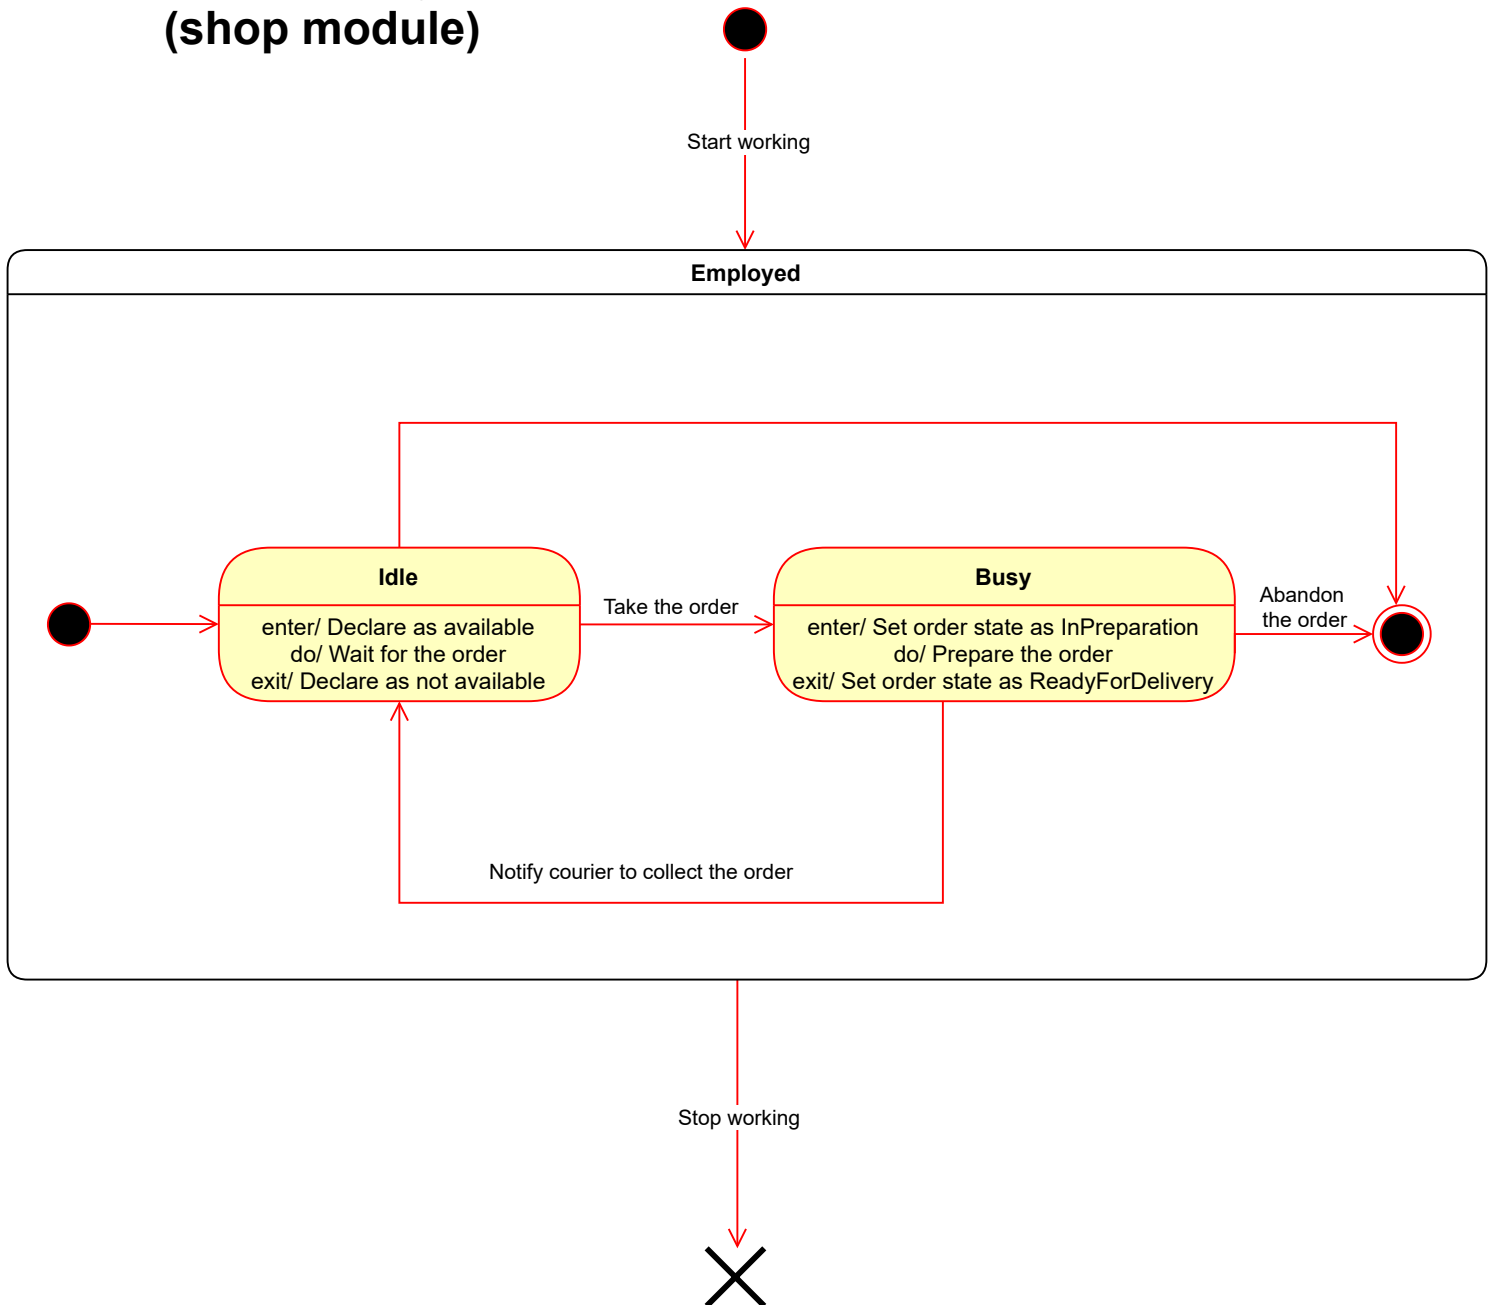 (shop module)
Start working
Employed
Idle
enter/ Declare as available
do/ Wait for the order
exit/ Declare as not available
Take the order
Busy
enter/ Set order state as InPreparation
do/ Prepare the order
exit/ Set order state as ReadyForDelivery
Abandon
the order
Notify courier to collect the order
Stop working